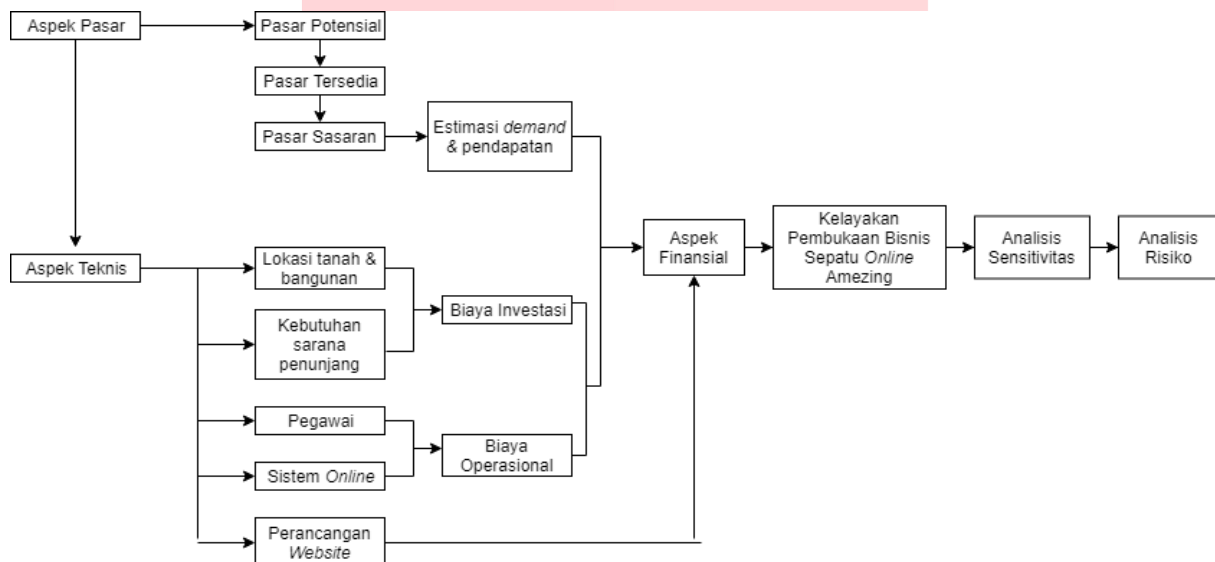 Aspek Pasar
Pasar Potensial
Pasar Tersedia
Pasar Sasaran
Estimasi demand
& pendapatan
Aspek Teknis
Lokasi tanah &
bangunan
Kebutuhan
sarana
penunjang
Biaya Investasi
Pegawai
Sistem Online
Biaya
Operasional
Perancangan
Website
Aspek
Finansial
Kelayakan
Pembukaan Bisnis
Sepatu Online
Amezing
Analisis
Sensitivitas
Analisis
Risiko